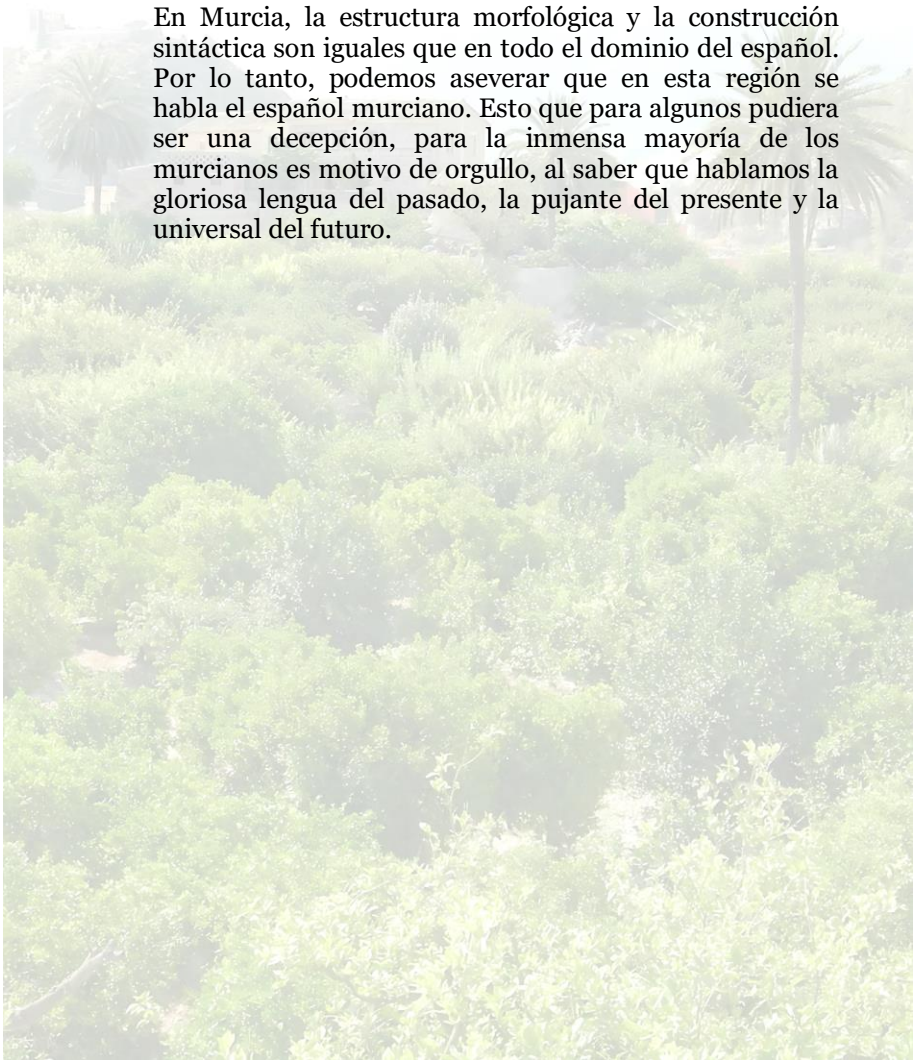 En Murcia, la estructura morfológica y la construcción
sintáctica son iguales que en todo el dominio del español.
Por lo tanto, podemos aseverar que en esta región se
habla el español murciano. Esto que para algunos pudiera
ser una decepción, para la inmensa mayoría de los
murcianos es motivo de orgullo, al saber que hablamos la
gloriosa lengua del pasado, la pujante del presente y la
universal del futuro.